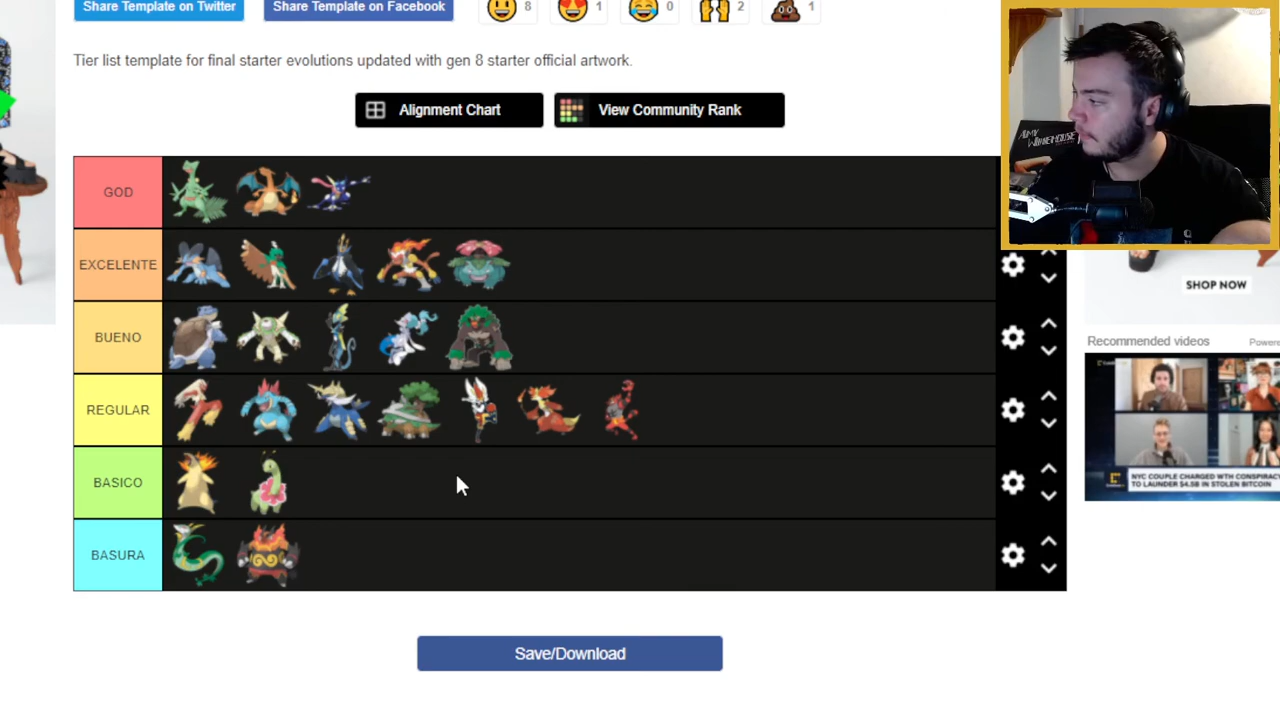 Share Template on Twitter
Share Template on Facebook
8
1
0
2
1
Tier list template for final starter evolutions updated with gen 8 starter official artwork.
Alignment Chart
View Community Rank
GOD
EXCELENTE
BUENO
REGULAR
BASICO
BASURA
Save/Download
SHOP NOW
Recommended videos
Powere
NYC COUPLE CHARGED WTH CONSPIRACY
TO LAUNDER $4.5B IN STOLEN BITCOIN